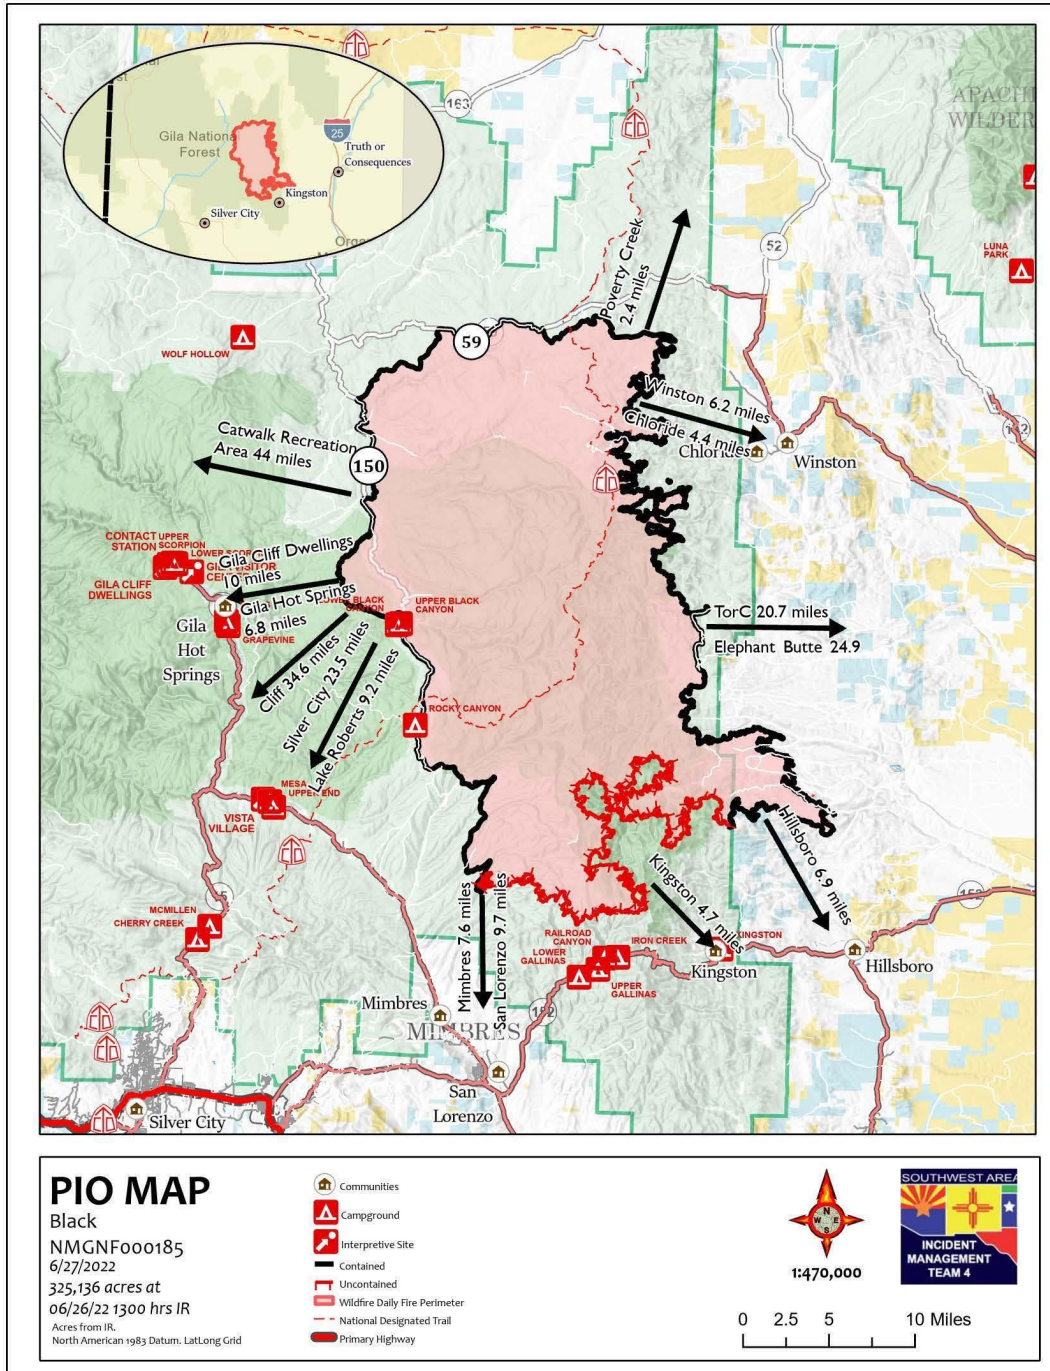 163
APACHE
WILDER
Gila National
Forest
25
Truth or
Consequences
Kingston
Silver City
Poverty Creek
2.4 miles
52
LUNA
PARK
59
WOLF HOLLOW
Winston 6.2 miles
Chloride 4.4 miles
Winston
Catwalk Recreation
Area 44 miles
150
CONTACT
STATION
UPPER
SCORPION
Gila Cliff Dwellings
10 miles
GILA CLIFF
DWELLINGS
Gila Hot Springs
6.8 miles
GRAPEVINE
Gila
Hot
Springs
UPPER BLACK
CANYON
TorC 20.7 miles
Elephant Butte 24.9
Cliff 34.6 miles
Silver City 23.5 miles
Lake Roberts 9.2 miles
ROCKY CANYON
MESA
UPPER END
VISTA
VILLAGE
Hillsboro 6.9 miles
Kingston 4.7 miles
Mimbres 7.6 miles
San Lorenzo 9.7 miles
MCMILLEN
CHERRY CREEK
RAILROAD
CANYON
LOWER
GALLINAS
IRON CREEK
UPPER
GALLINAS
KINGSTON
Kingston
Hillsboro
152
Mimbres
MIMBRES
San
Lorenzo
Silver City
PIO MAP
Black
NMGNF000185
6/27/2022
325,136 acres at
06/26/22 1300 hrs IR
Acres from IR.
North American 1983 Datum. LatLong Grid
Communities
Campground
Interpretive Site
Contained
Uncontained
Wildfire Daily Fire Perimeter
National Designated Trail
Primary Highway
N
W E
S
1:470,000
SOUTHWEST AREA
INCIDENT
MANAGEMENT
TEAM 4
0 2.5 5 10 Miles